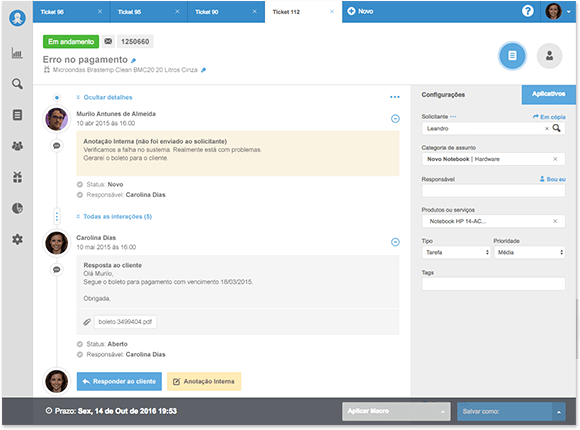 Ticket 96
Ticket 95
Ticket 90
Ticket 112
Novo
Em andamento
1250660
Erro no pagamento
Microondas Brastemp Clean BMC20 20 Litros Cinza
Ocultar detalhes
Murilo Antunes de Almeida
10 abr 2015 às 16:00
Anotação Interna (não foi enviado ao solicitante)
Verificamos a falha no sustema. Realmente está com problemas.
Gerarei o boleto para o cliente.
Status: Novo
Responsável: Carolina Dias
Todas as interações (5)
Carolina Dias
10 mai 2015 às 16:00
Resposta ao cliente
Olá Murilo,
Segue o boleto para pagamento com vencimento 18/03/2015.
Obrigada,
boleto 3499404.pdf
Status: Aberto
Responsável: Carolina Dias
Responder ao cliente
Anotação Interna
Configurações
Aplicativos
Solicitante
Em cópia
Leandro
Categoria de assunto
Novo Notebook | Hardware
Responsável
Sou eu
Produtos ou serviços
Notebook HP 14-AC...
Tipo
Prioridade
Tarefa
Média
Tags
Prazo: Sex, 14 de Out de 2016 19:53
Aplicar Macro
Salvar como: